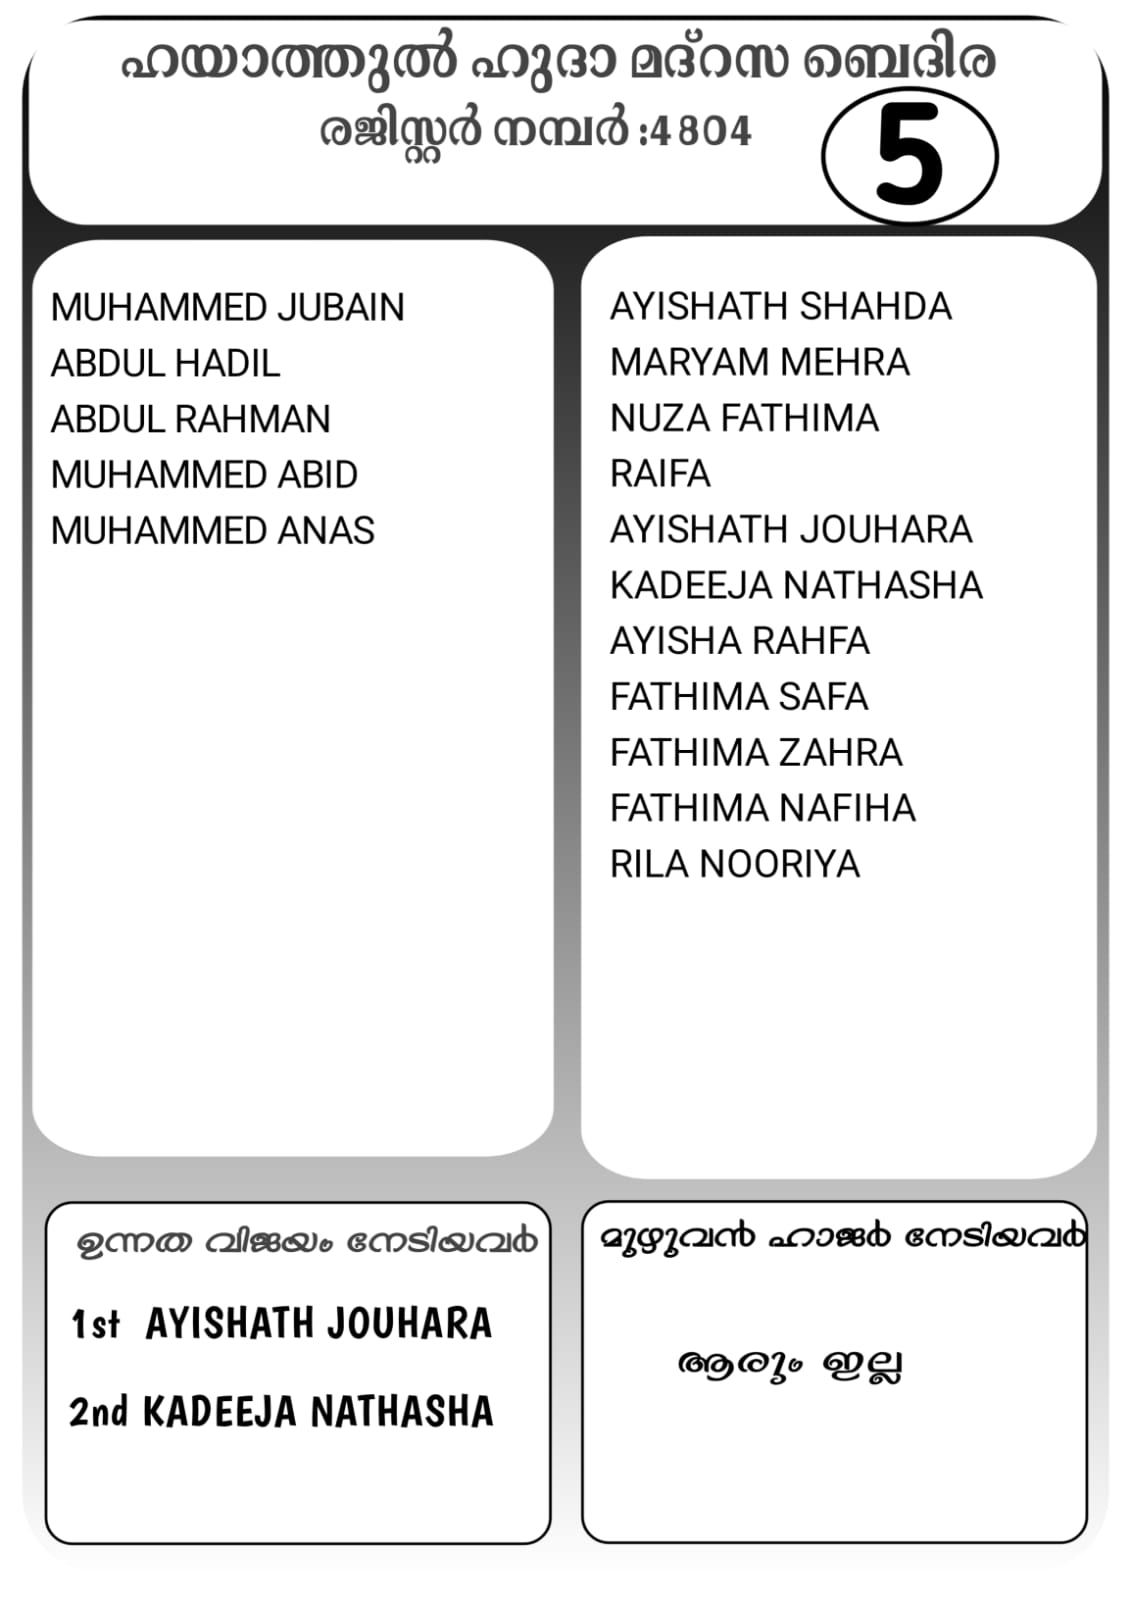 ഹയാത്തുൽ ഹുദാ മദ്റസ ബെദിര
രജിസ്റ്റർ നമ്പർ :4804
5
MUHAMMED JUBAIN
ABDUL HADIL
ABDUL RAHMAN
MUHAMMED ABID
MUHAMMED ANAS
AYISHATH SHAHDA
MARYAM MEHRA
NUZA FATHIMA
RAIFA
AYISHATH JOUHARA
KADEEJA NATHASHA
AYISHA RAHFA
FATHIMA SAFA
FATHIMA ZAHRA
FATHIMA NAFIHA
RILA NOORIYA
ഉന്നത വിജയം നേടിയവർ
1st AYISHATH JOUHARA
2nd KADEEJA NATHASHA
മുഴുവൻ ഹാജർ നേടിയവർ
ആരും ഇല്ല